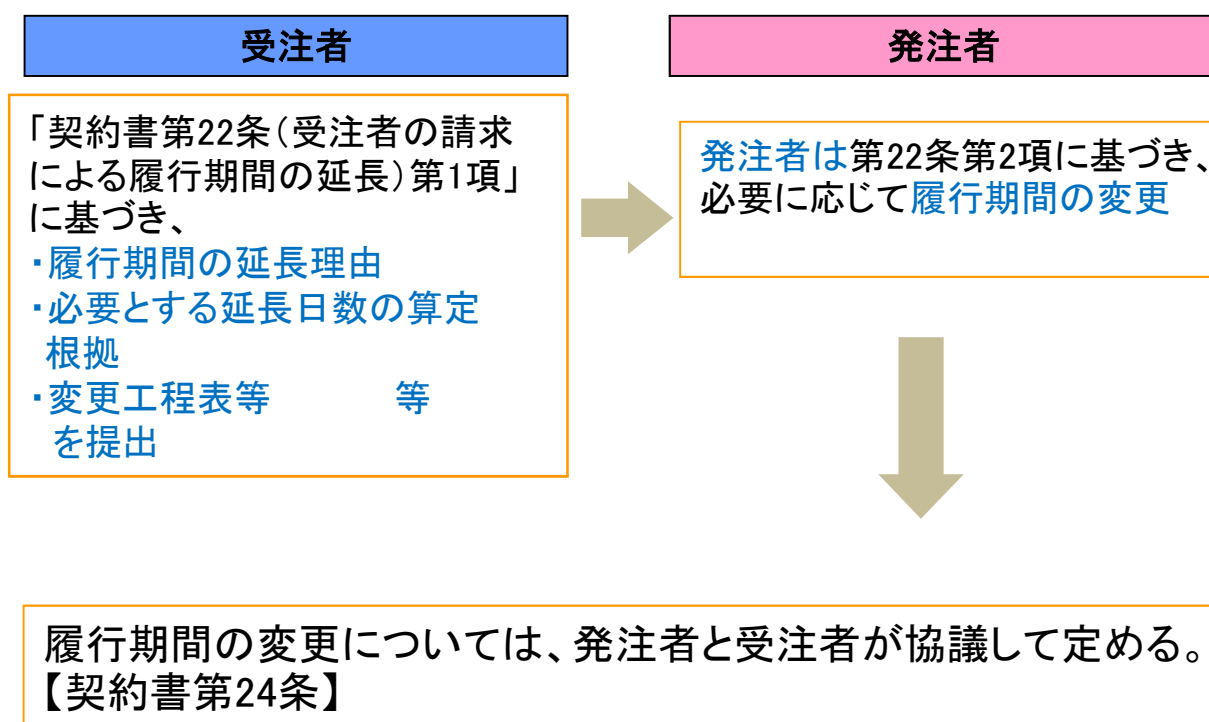 受注者
「契約書第22条(受注者の請求
による履行期間の延長)第1項」
に基づき、
・履行期間の延長理由
・必要とする延長日数の算定
根拠
・変更工程表等　　　等
を提出
発注者
発注者は第22条第2項に基づき、
必要に応じて履行期間の変更
履行期間の変更については、発注者と受注者が協議して定める。
【契約書第24条】